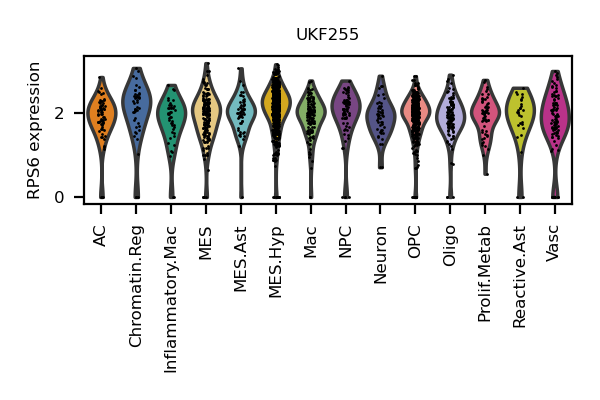 UKF255
RPS6 expression
2
0
AC
Chromatin.Reg
Inflammatory.Mac
MES
MES.Ast
MES.Hyp
Mac
NPC
Neuron
OPC
Oligo
Prolif.Metab
Reactive.Ast
Vasc